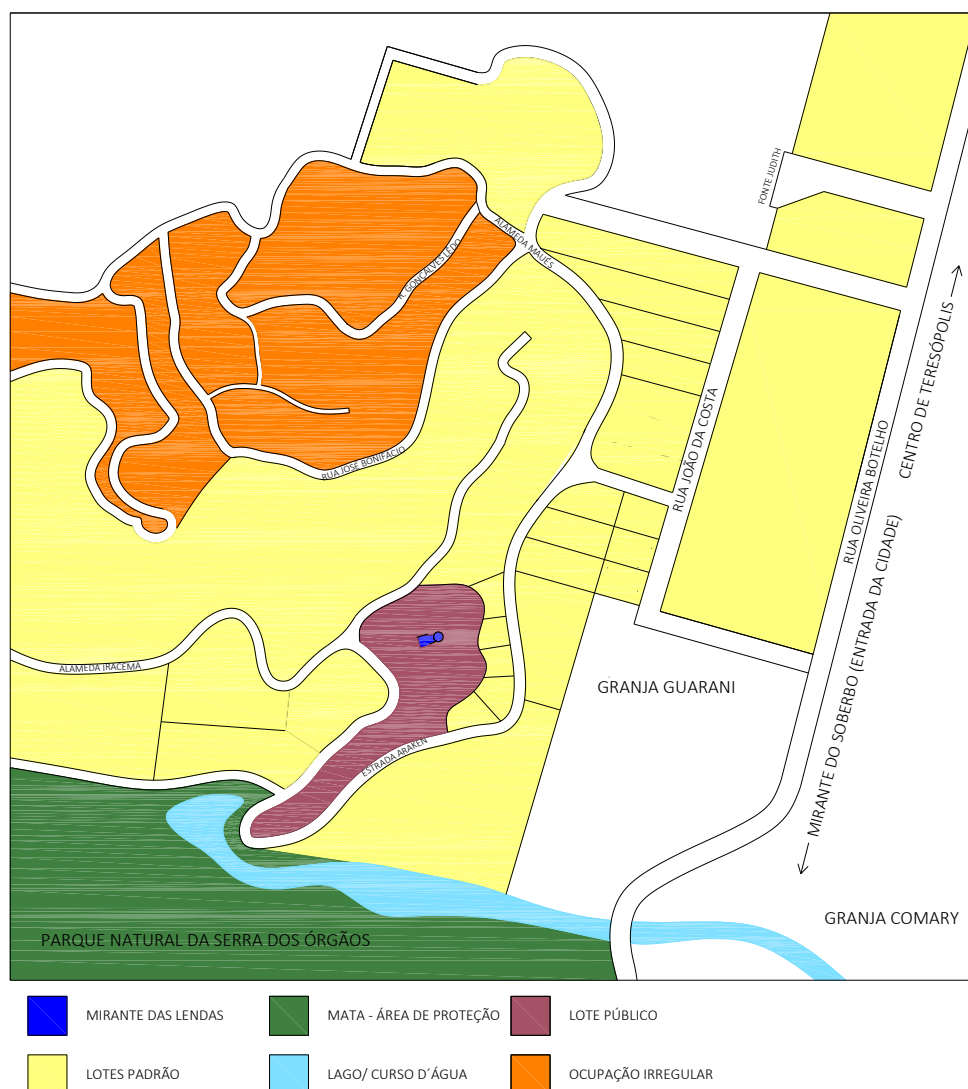 FONTE JUDITH
ALAMEDA MAUÉS
R. GONÇALVES LEDO
CENTRO DE TERESÓPOLIS
RUA JOÃO DA COSTA
RUA JOSE BONIFÁCIO
RUA OLIVEIRA BOTELHO
MIRANTE DO SOBERBO (ENTRADA DA CIDADE)
ALAMEDA IRACEMA
GRANJA GUARANI
ESTRADA ARAKEN
GRANJA COMARY
PARQUE NATURAL DA SERRA DOS ÓRGÃOS
MIRANTE DAS LENDAS
MATA - ÁREA DE PROTEÇÃO
LOTE PÚBLICO
LOTES PADRÃO
LAGO/ CURSO D´ÁGUA
OCUPAÇÃO IRREGULAR